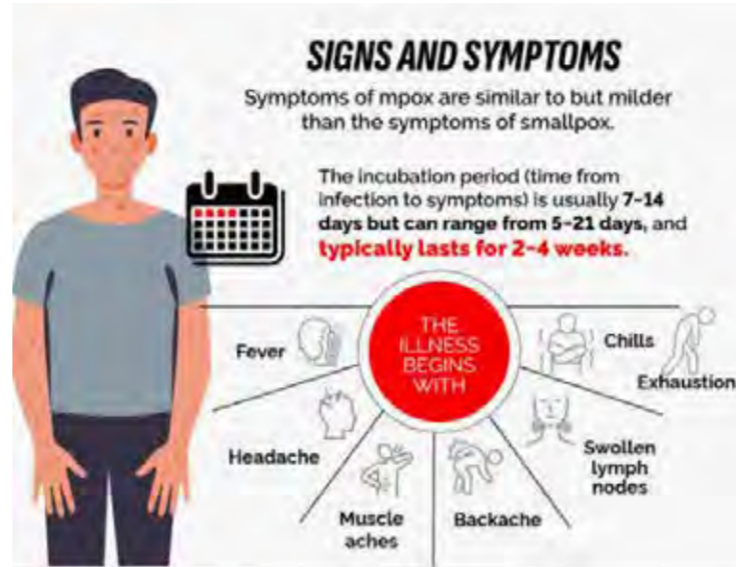 SIGNS AND SYMPTOMS
Symptoms of mpox are similar to but milder
than the symptoms of smallpox.
The incubation period (time from
infection to symptoms) is usually 7-14
days but can range from 5-21 days, and
typically lasts for 2-4 weeks.
THE
ILLNESS
BEGINS
WITH
Fever
Headache
Muscle
aches
Backache
Swollen
lymph
nodes
Chills
Exhaustion